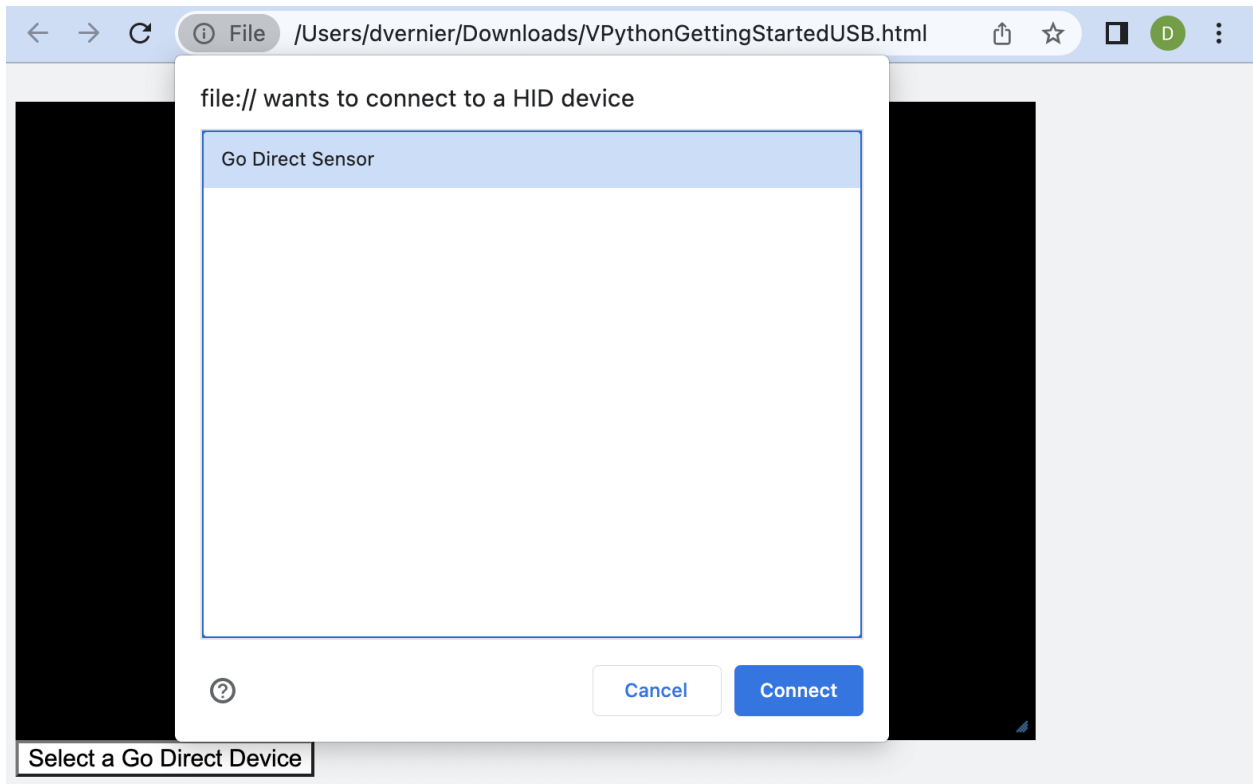 File /Users/dvernier/Downloads/VPythonGettingStartedUSB.html D
file:// wants to connect to a HID device
Go Direct Sensor
Cancel Connect
Select a Go Direct Device